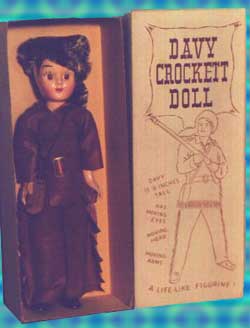 DAVY
CROCKETT
DOLL
DAVY
IS 8 INCHES
TALL
HAS
MOVING
EYES
MOVING
HEAD
MOVING
ARMS
A LIFE-LIKE FIGURINE!